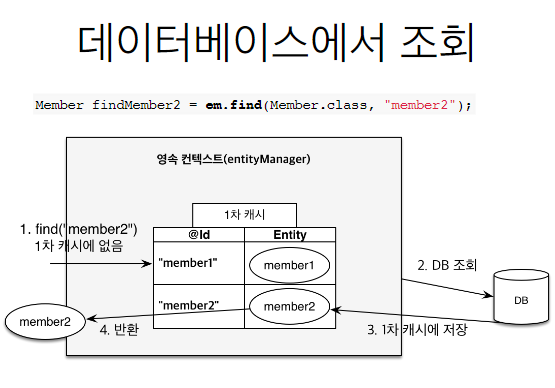 데이터베이스에서 조회
Member findMember2 = em.find(Member.class, "member2");
영속 컨텍스트(entityManager)
1차 캐시
1. find("member2")
1차 캐시에 없음
@Id
Entity
"member1"
member1
2. DB 조회
"member2"
member2
DB
member2
4. 반환
3. 1차 캐시에 저장